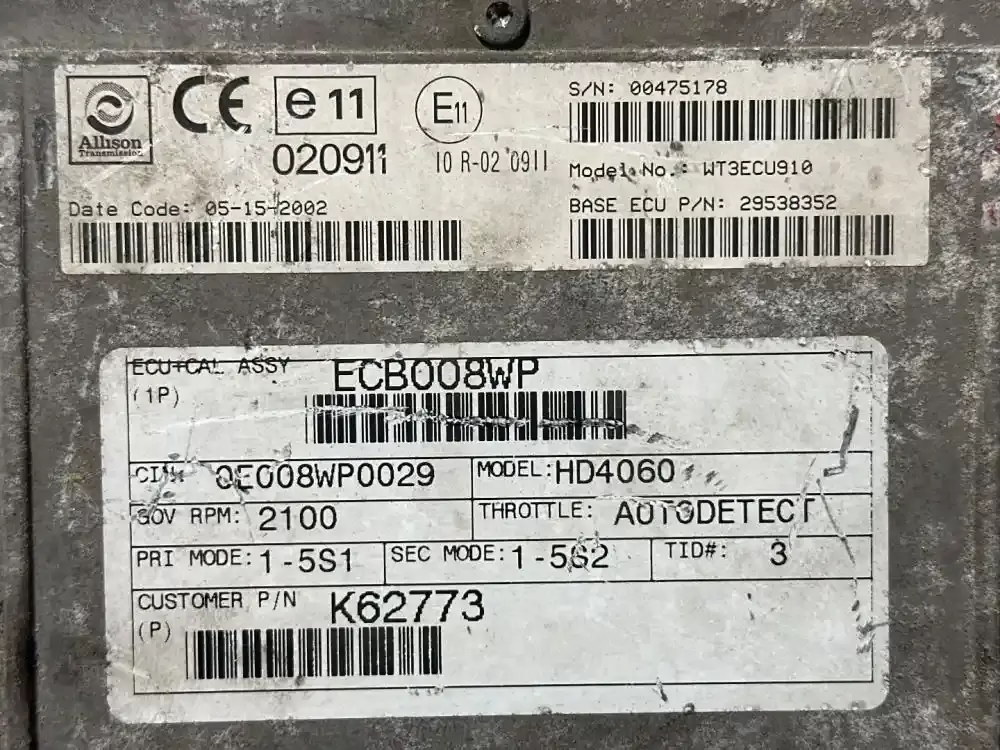 Allison
Transmission
CE
e 11
020911
E11
10 R-02 0911
S/N: 00475178
Model No.: WT3ECU910
BASE ECU P/N: 29538352
Date Code: 05-15-2002
ECU+CAL ASSY ECB008WP
(1P)
CIN 0E008WP0029
MODEL: HD4060
GOV RPM: 2100
THROTTLE: AUTODETECT
PRI MODE: 1-5S1
SEC MODE: 1-5S2
TID#: 3
CUSTOMER P/N K62773
(P)